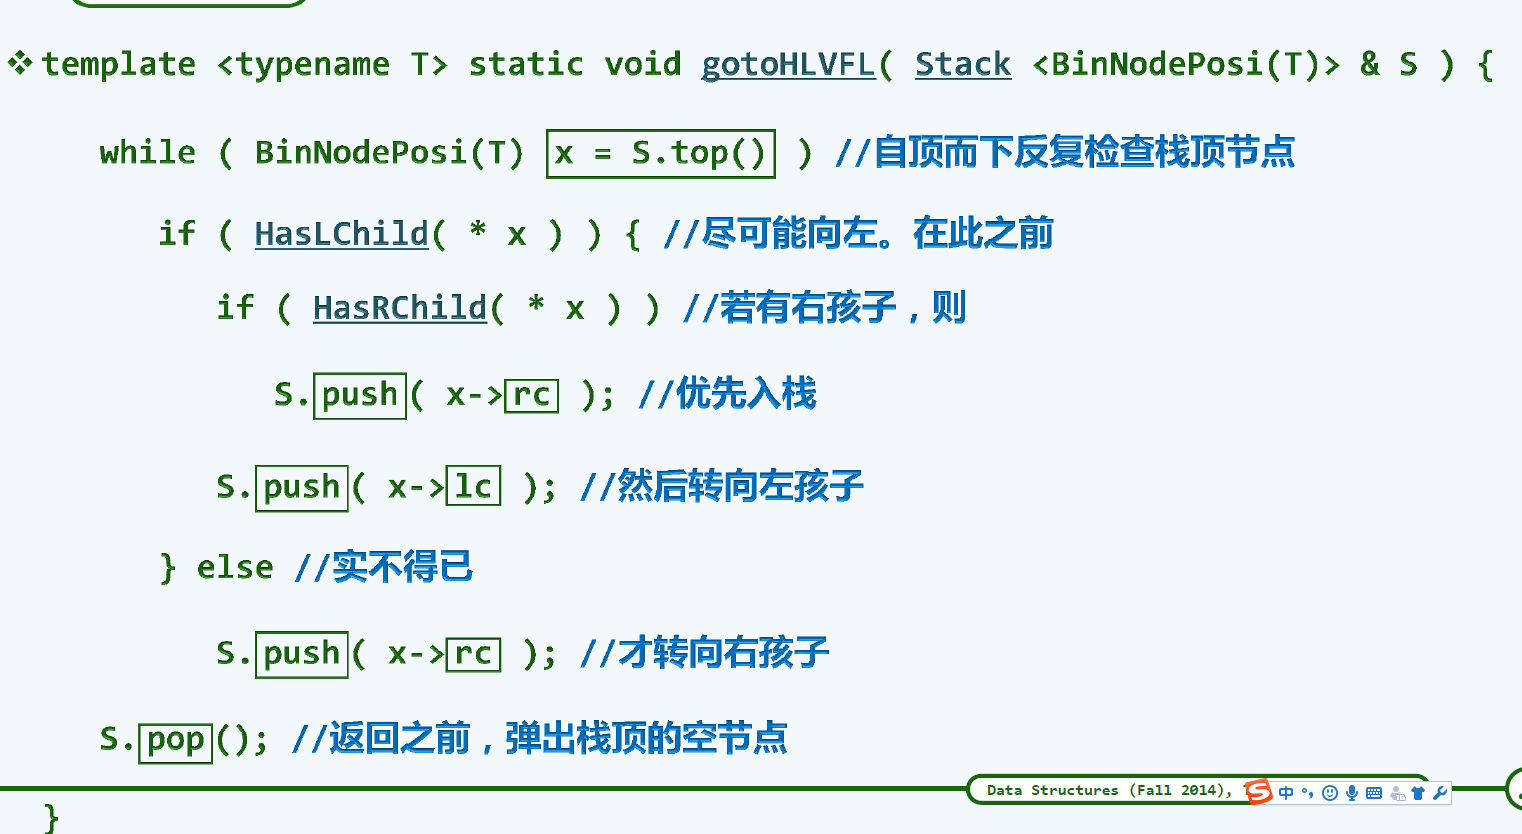 ❖ template <typename T> static void gotoHLVFL( Stack <BinNodePosi(T)> & S ) {
while ( BinNodePosi(T) x = S.top() ) //自顶而下反复检查栈顶节点
if ( HasLChild( * x ) ) { //尽可能向左。在此之前
if ( HasRChild( * x ) ) //若有右孩子，则
S.push( x->rc ); //优先入栈
S.push( x->lc ); //然后转向左孩子
} else //实不得已
S.push( x->rc ); //才转向右孩子
S.pop(); //返回之前，弹出栈顶的空节点
Data Structures (Fall 2014),
中
}